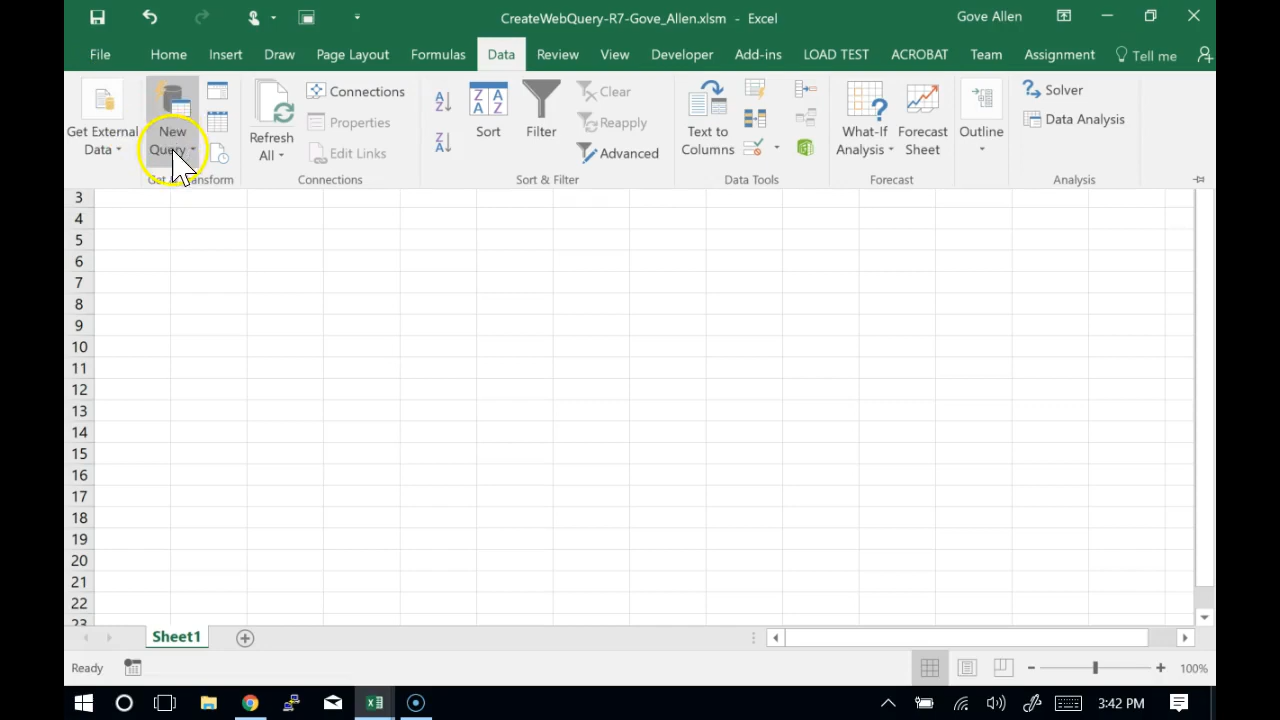 CreateWebQuery-R7-Gove_Allen.xlsm - Excel
Gove Allen
File Home Insert Draw Page Layout Formulas Data Review View Developer Add-ins LOAD TEST ACROBAT Team Assignment Tell me
Get External Data
New Query
Refresh All
Connections
Properties
Edit Links
Sort
Filter
Clear
Reapply
Advanced
Text to Columns
What-If Analysis
Forecast Sheet
Outline
Solver
Data Analysis
Connections
Sort & Filter
Data Tools
Forecast
Analysis
3
4
5
6
7
8
9
10
11
12
13
14
15
16
17
18
19
20
21
22
23
Sheet1
Ready
100%
3:42 PM